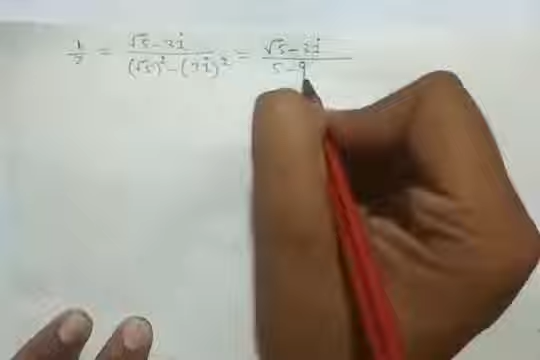 1/z = (√5 - 3i)/((√5)² - (3i)²) = (√5 - 3i)/(5 - 9